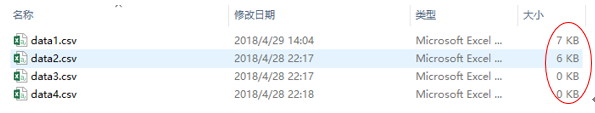 名称 修改日期 类型 大小
data1.csv 2018/4/29 14:04 Microsoft Excel ... 7 KB
data2.csv 2018/4/28 22:17 Microsoft Excel ... 6 KB
data3.csv 2018/4/28 22:17 Microsoft Excel ... 0 KB
data4.csv 2018/4/28 22:18 Microsoft Excel ... 0 KB